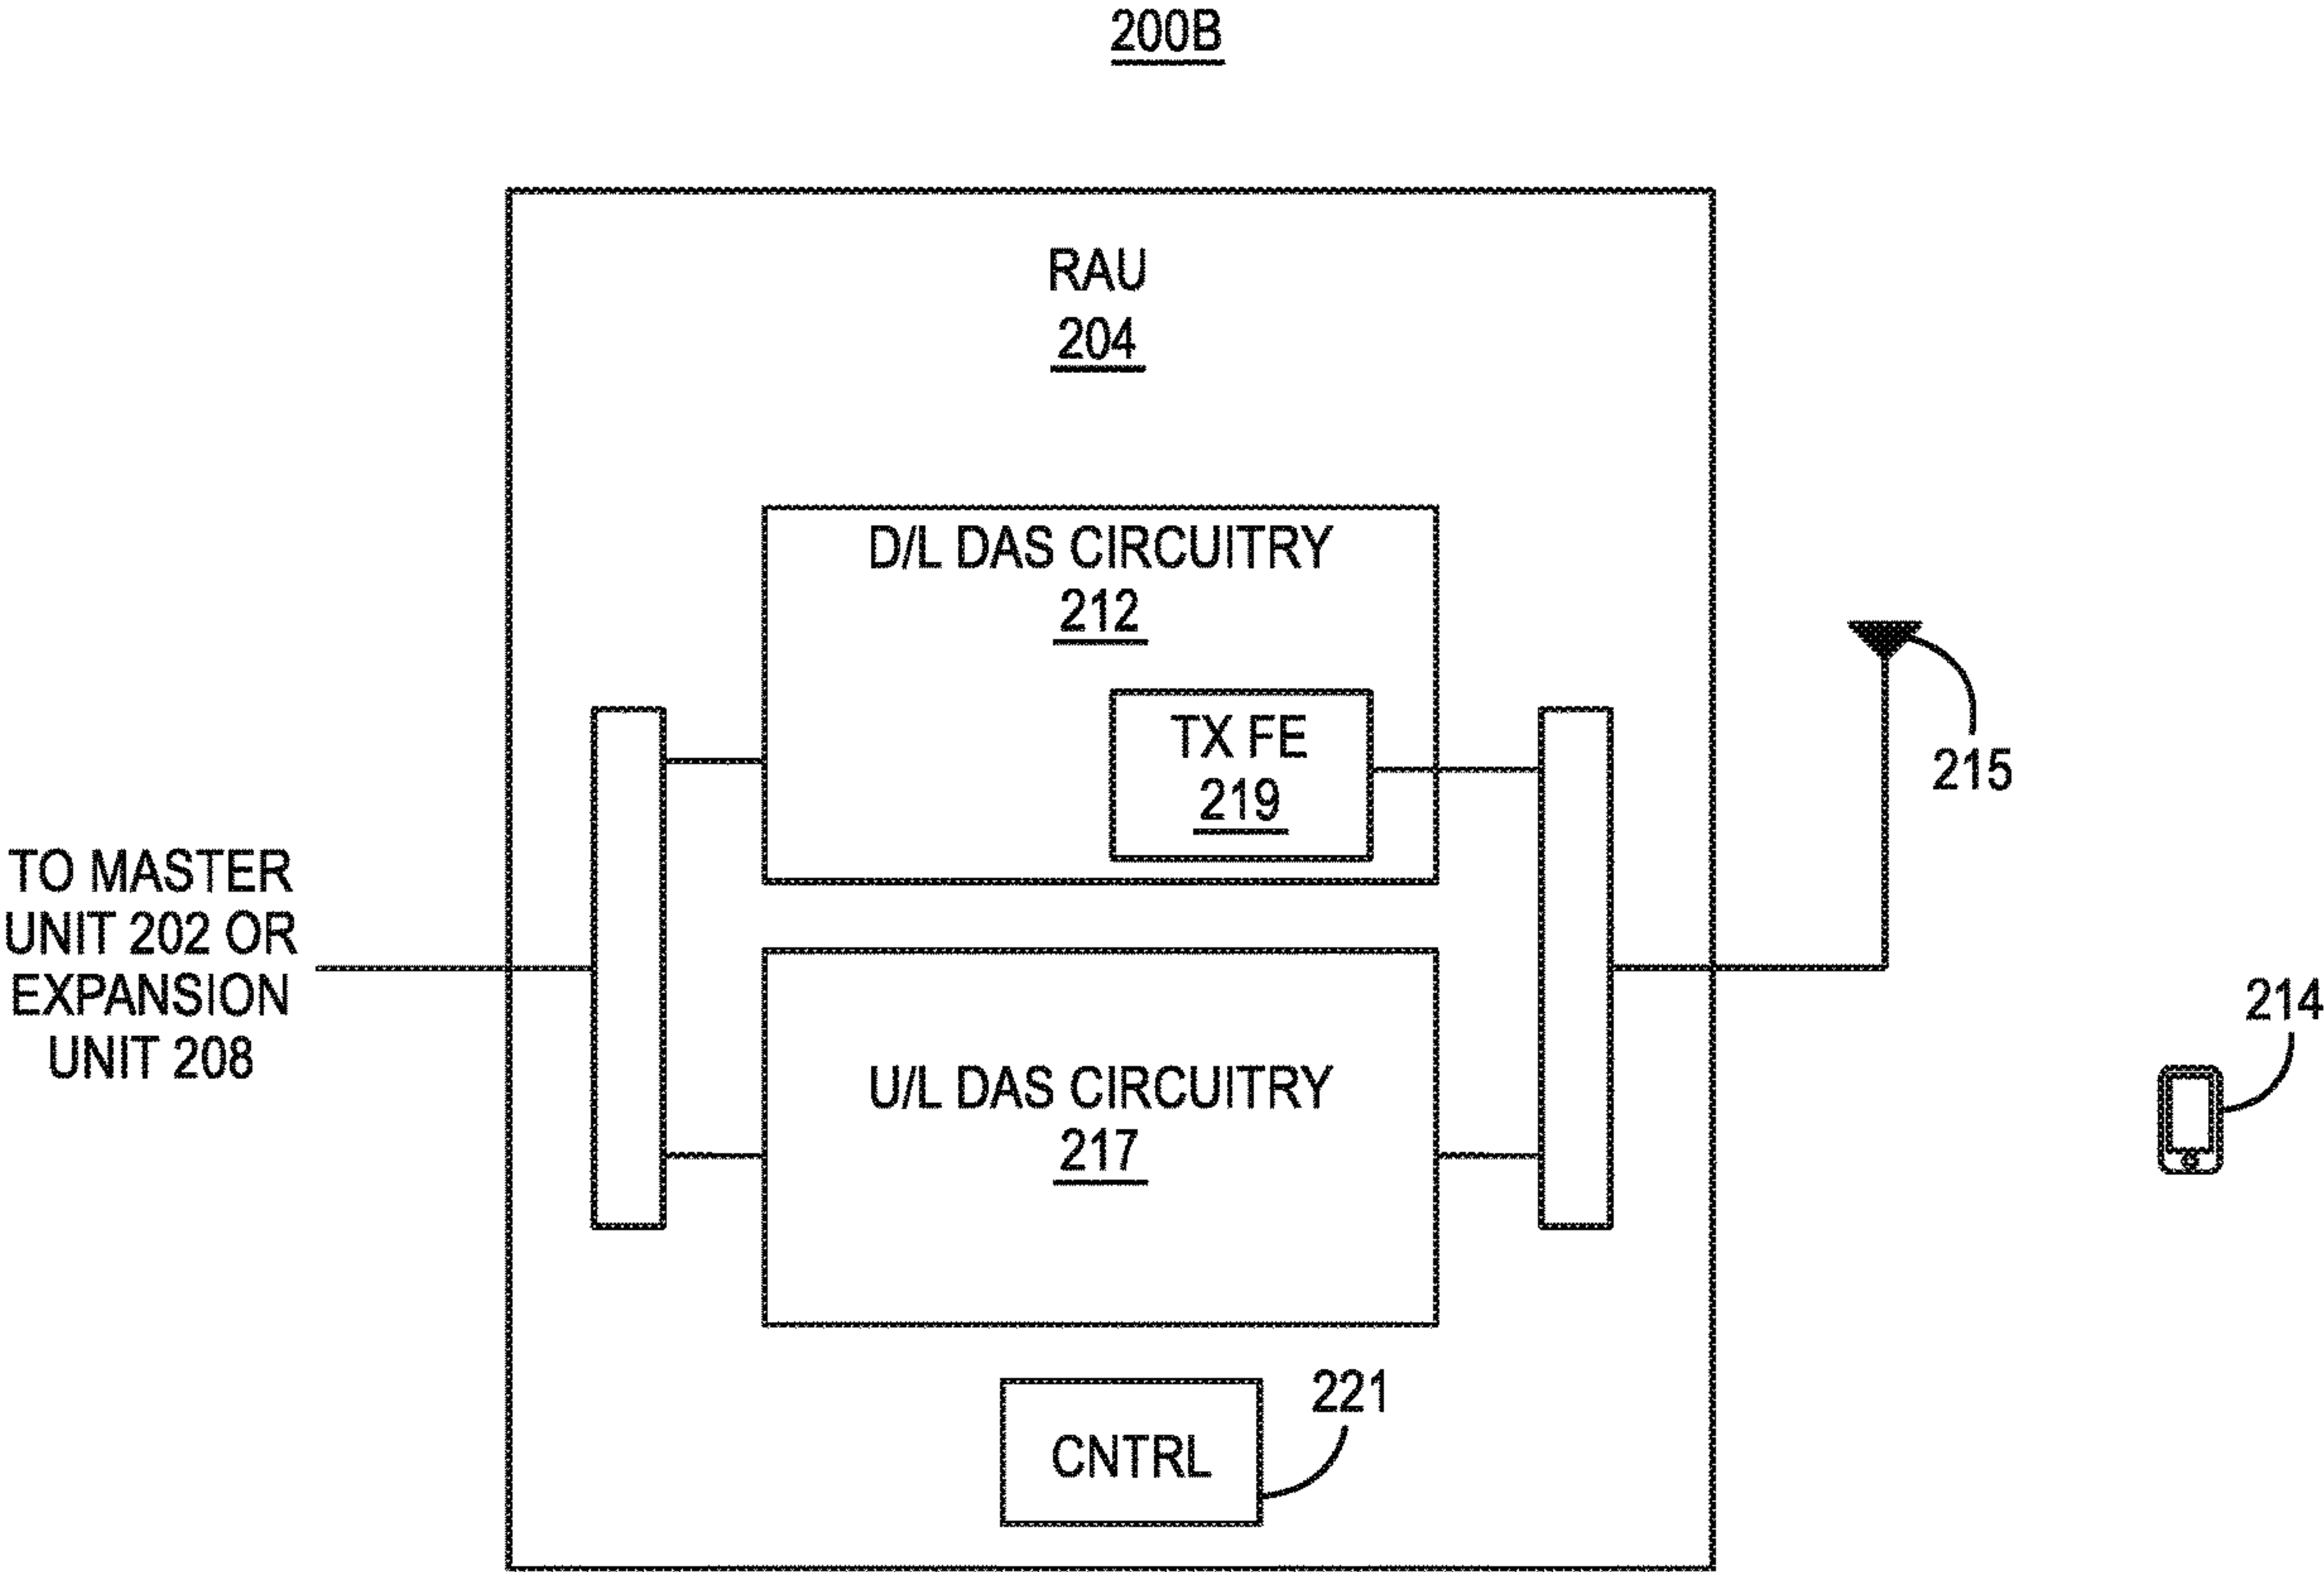 200B
RAU
204
D/L DAS CIRCUITRY
212
TX FE
219
215
TO MASTER
UNIT 202 OR
EXPANSION
UNIT 208
214
U/L DAS CIRCUITRY
217
221
CNTRL